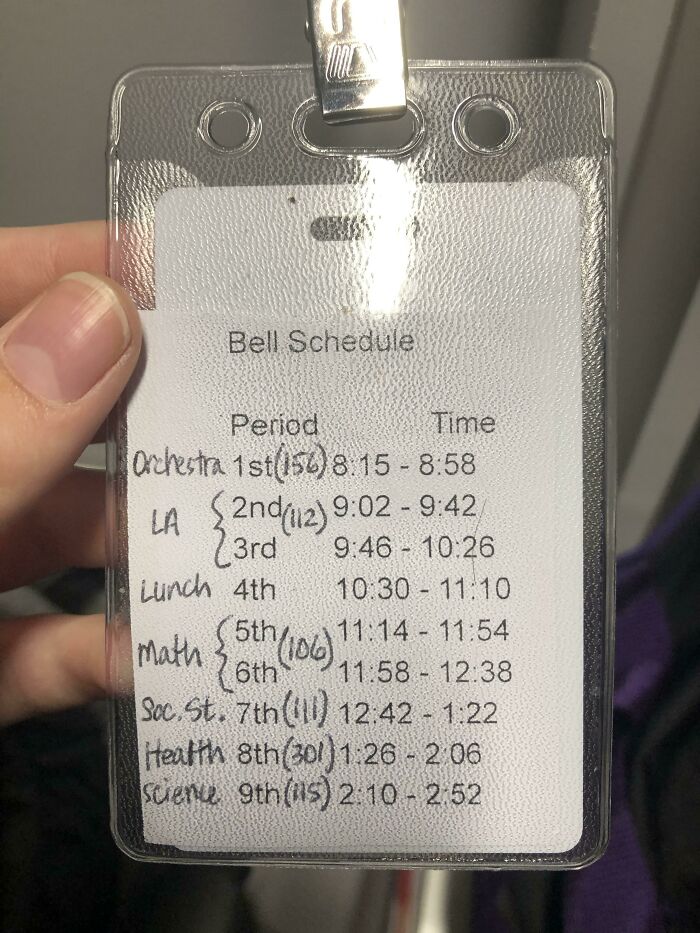 Bell Schedule
Period Time
Orchestra 1st (156) 8:15 - 8:58
LA { 2nd (112) 9:02 - 9:42
3rd 9:46 - 10:26
Lunch 4th 10:30 - 11:10
Math { 5th (106) 11:14 - 11:54
6th 11:58 - 12:38
Soc. St. 7th (111) 12:42 - 1:22
Health 8th (301) 1:26 - 2:06
Science 9th (115) 2:10 - 2:52